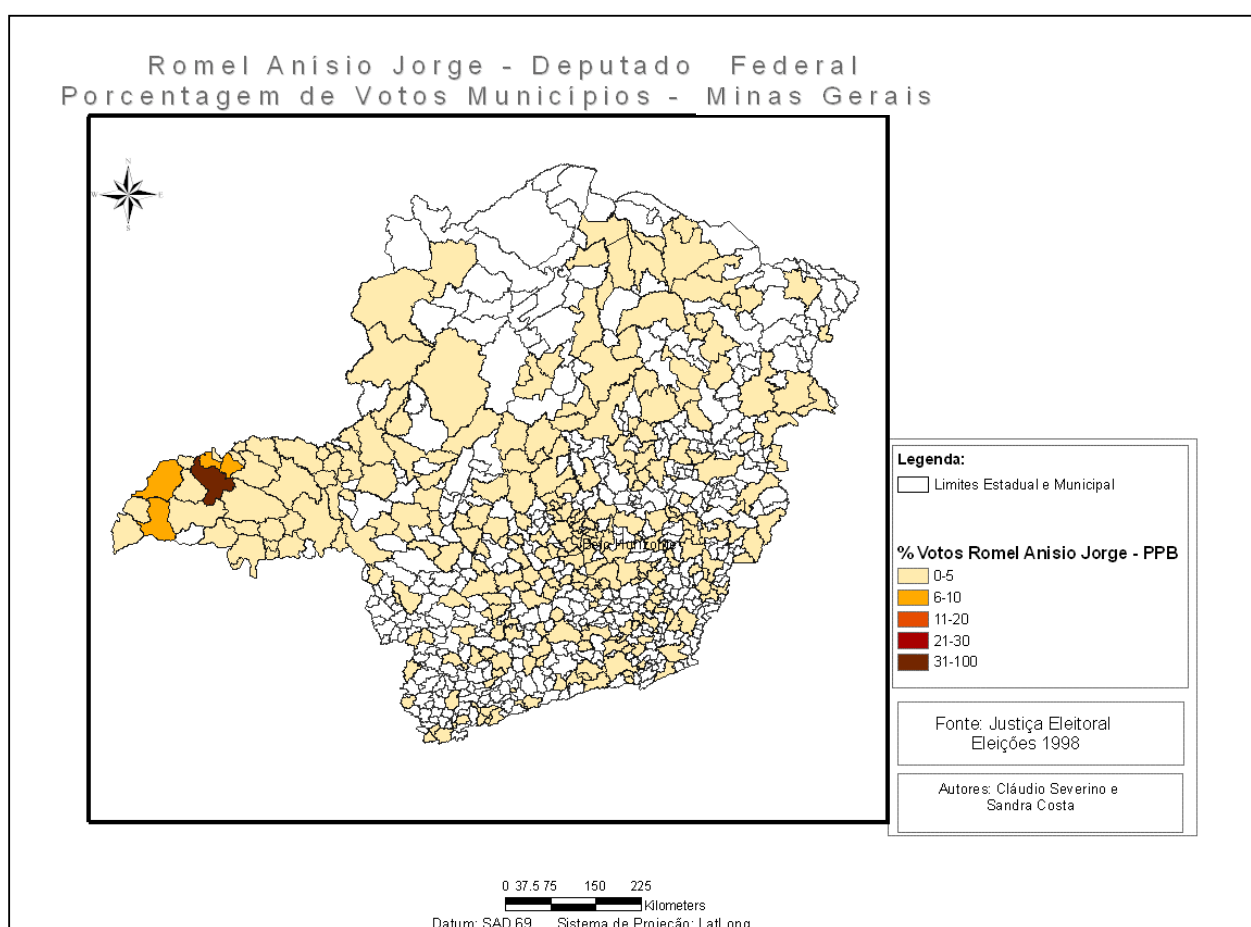 Romel Anísio Jorge - Deputado Federal
Porcentagem de Votos Municípios - Minas Gerais
N
W
E
S
Belo Horizonte
Legenda:
Limites Estadual e Municipal
% Votos Romel Anisio Jorge - PPB
0-5
6-10
11-20
21-30
31-100
Fonte: Justiça Eleitoral
Eleições 1998
Autores: Cláudio Severino e
Sandra Costa
0 37.5 75 150 225
Kilometers
Datum: SAD 69 Sistema de Projeção: LatLong